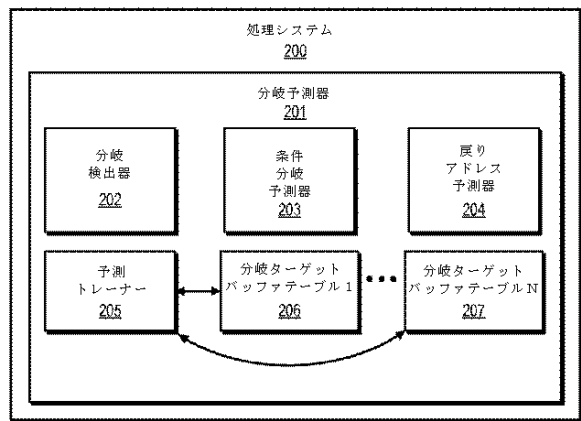 処理システム
200
分岐予測器
201
分岐
検出器
202
条件
分岐
予測器
203
戻り
アドレス
予測器
204
予測
トレーナー
205
分岐ターゲット
バッファテーブル1
206
分岐ターゲット
バッファテーブルN
207